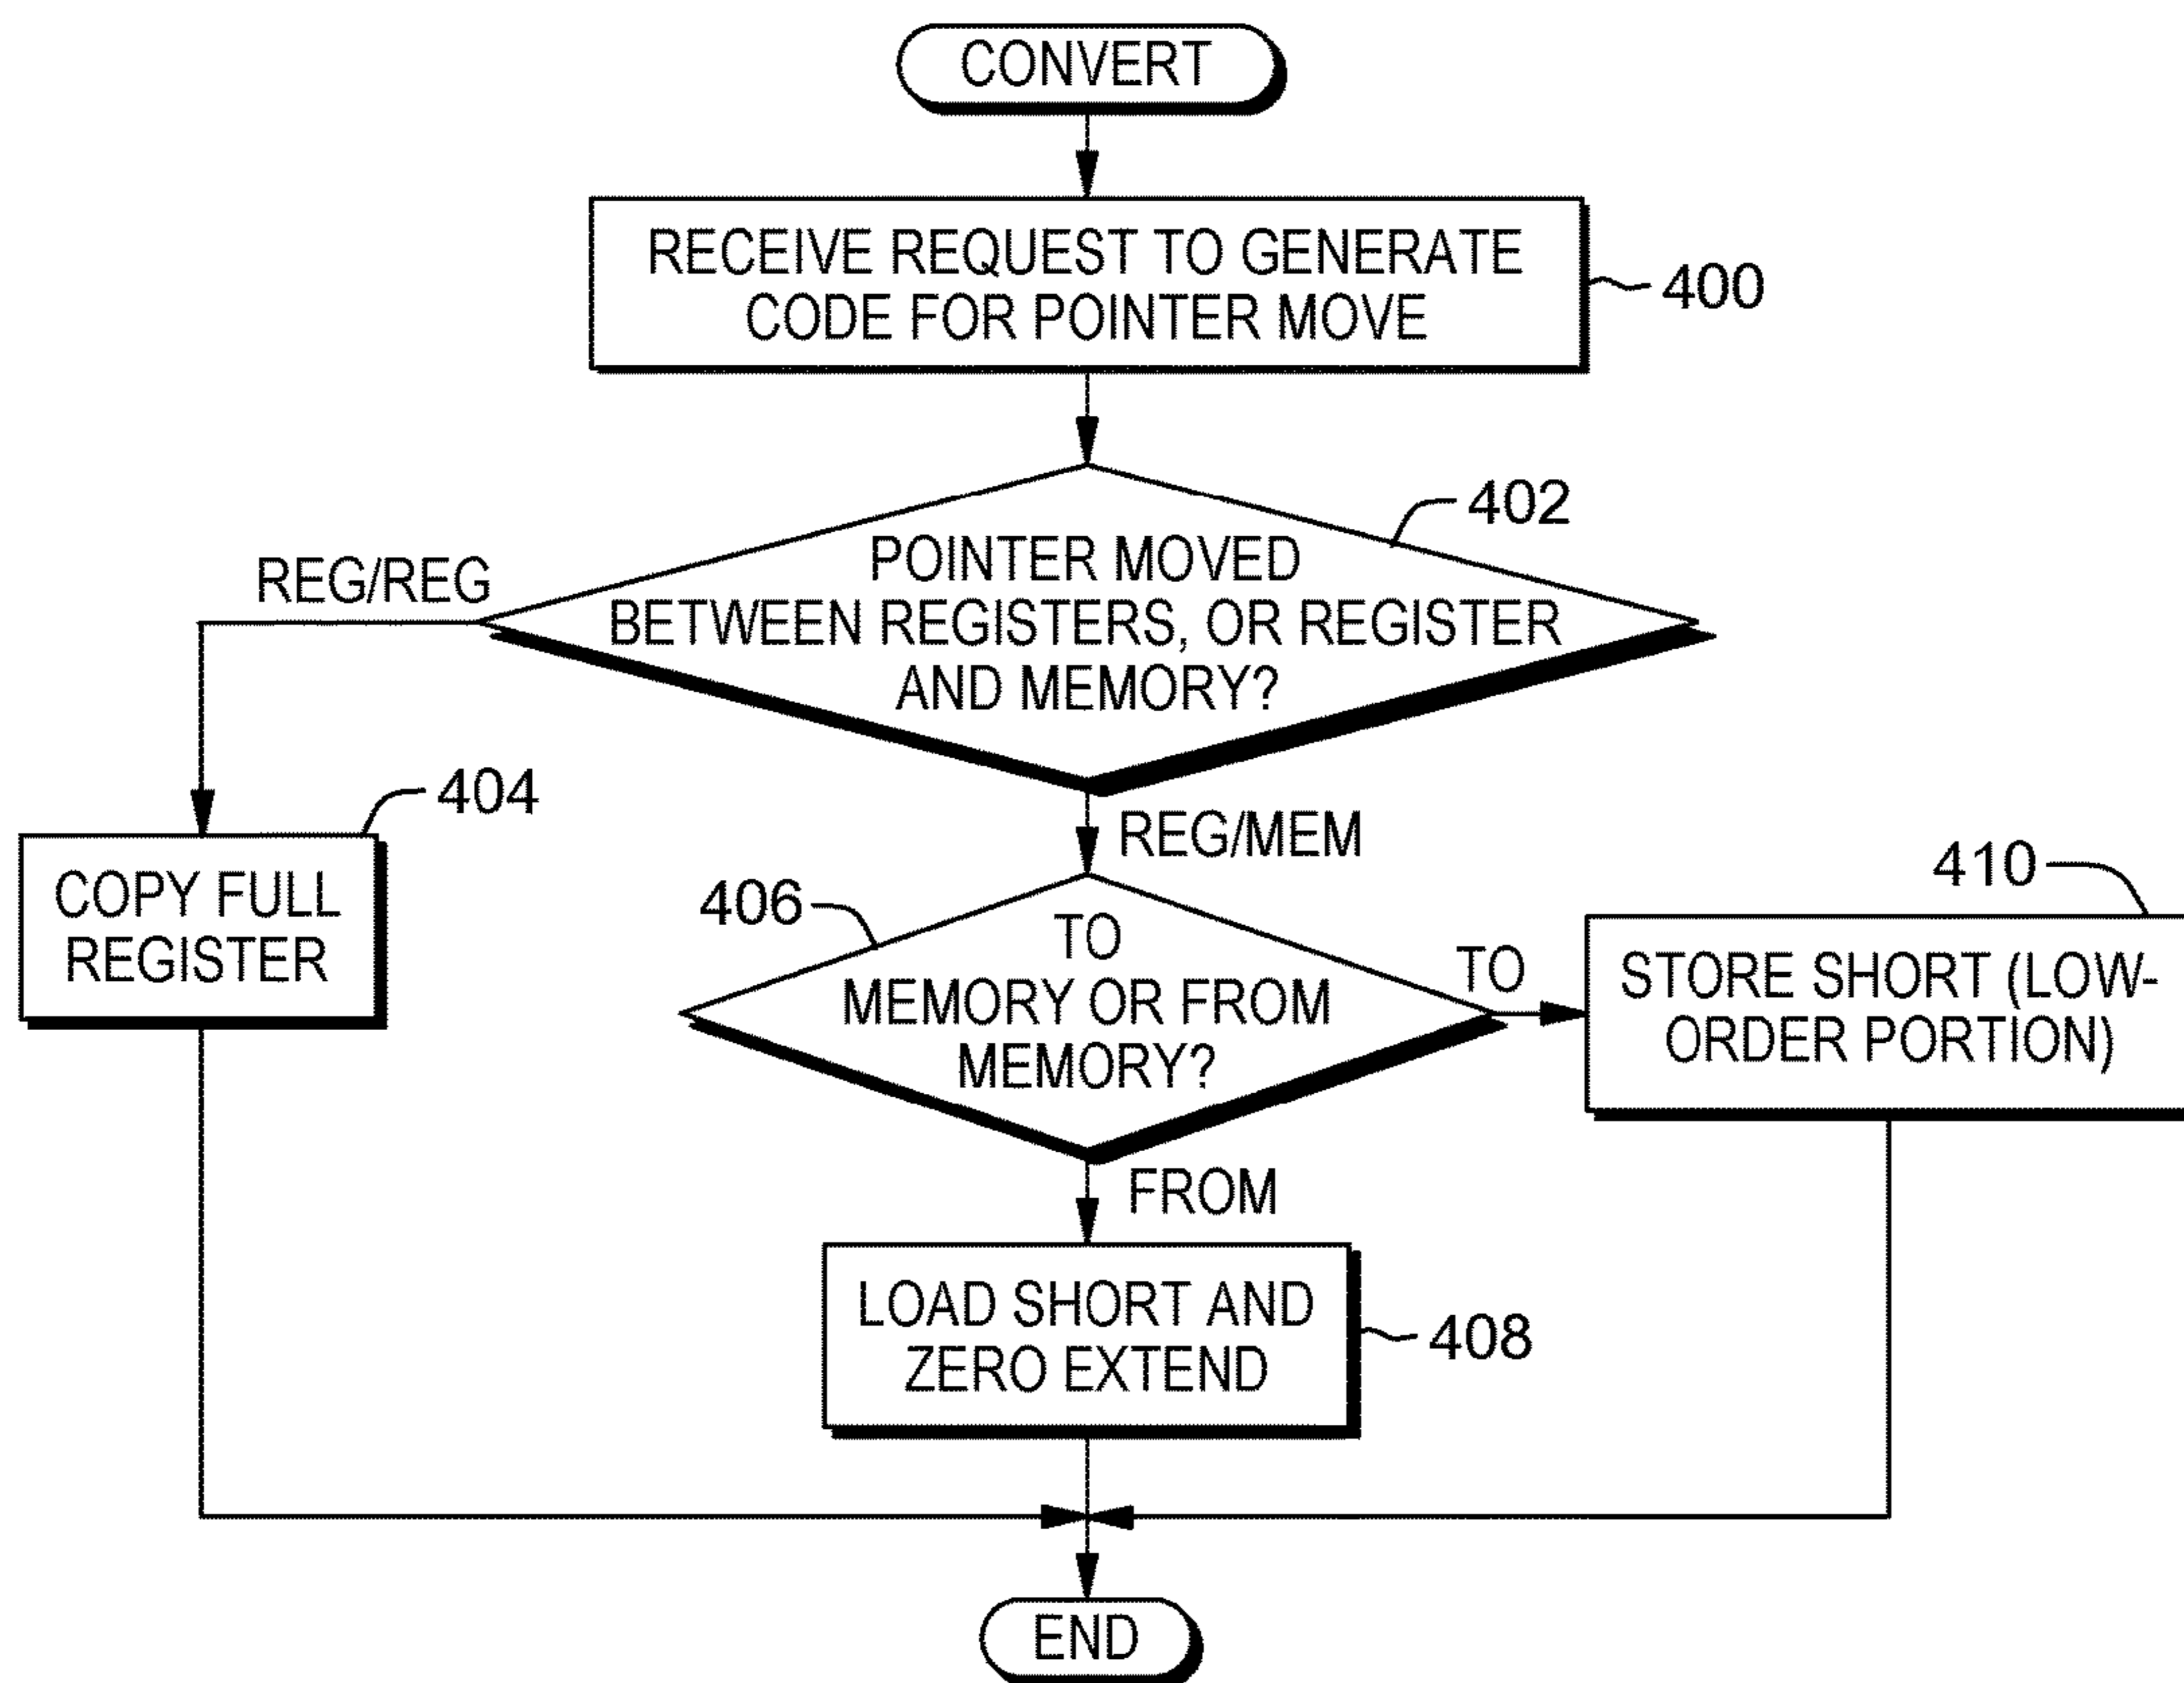 CONVERT
RECEIVE REQUEST TO GENERATE
CODE FOR POINTER MOVE
400
402
POINTER MOVED
BETWEEN REGISTERS, OR REGISTER
AND MEMORY?
REG/REG
404
COPY FULL
REGISTER
REG/MEM
406
TO
MEMORY OR FROM
MEMORY?
TO
410
STORE SHORT (LOW-
ORDER PORTION)
FROM
LOAD SHORT AND
ZERO EXTEND
408
END